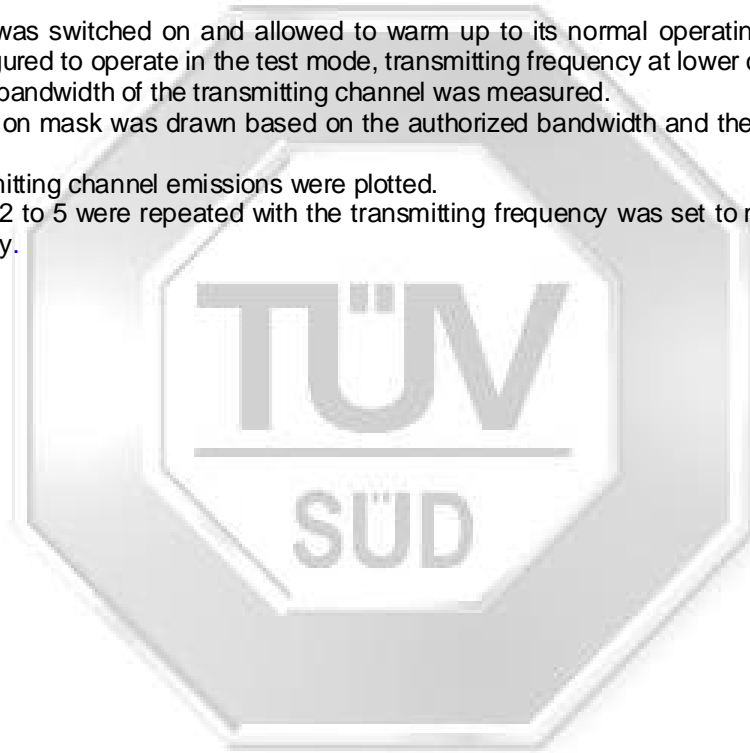 was switched on and allowed to warm up to its normal operating
gured to operate in the test mode, transmitting frequency at lower
bandwidth of the transmitting channel was measured.
on mask was drawn based on the authorized bandwidth and the
mitting channel emissions were plotted.
2 to 5 were repeated with the transmitting frequency was set to
y.
TÜV
SÜD